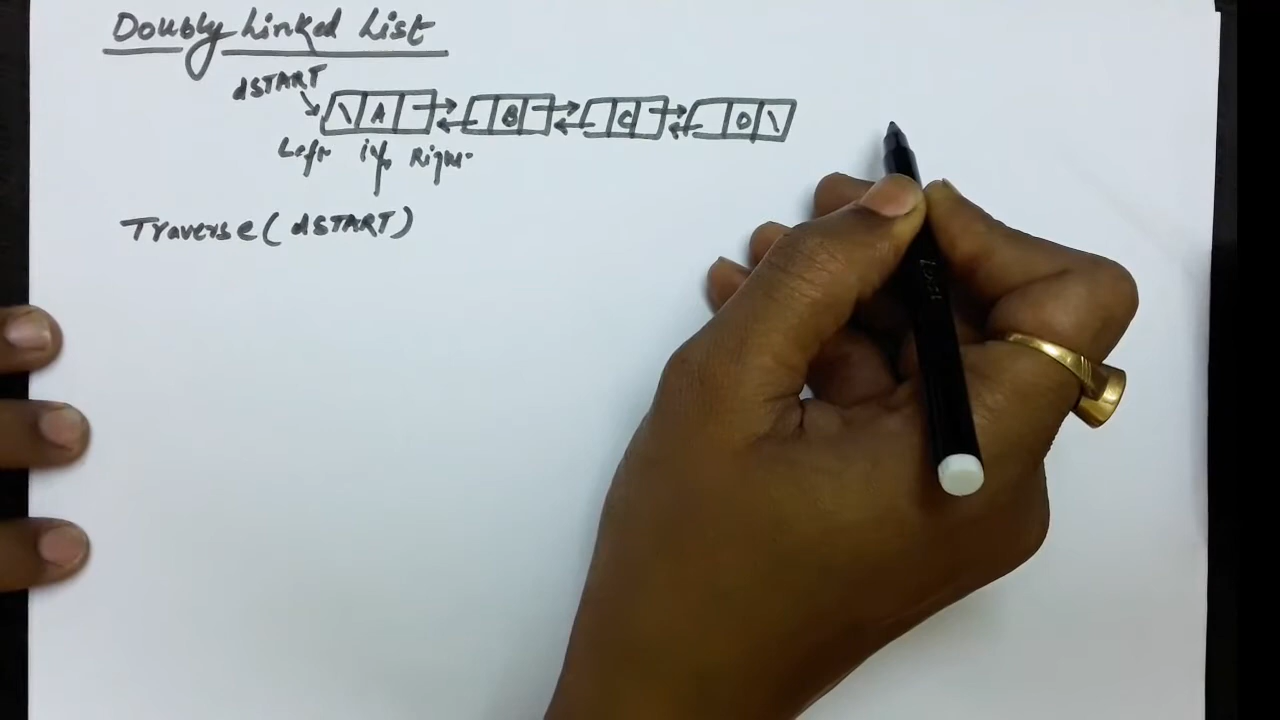 Doubly Linked List
dSTART
\ A B C D \
Left info Right
Traverse( dSTART)